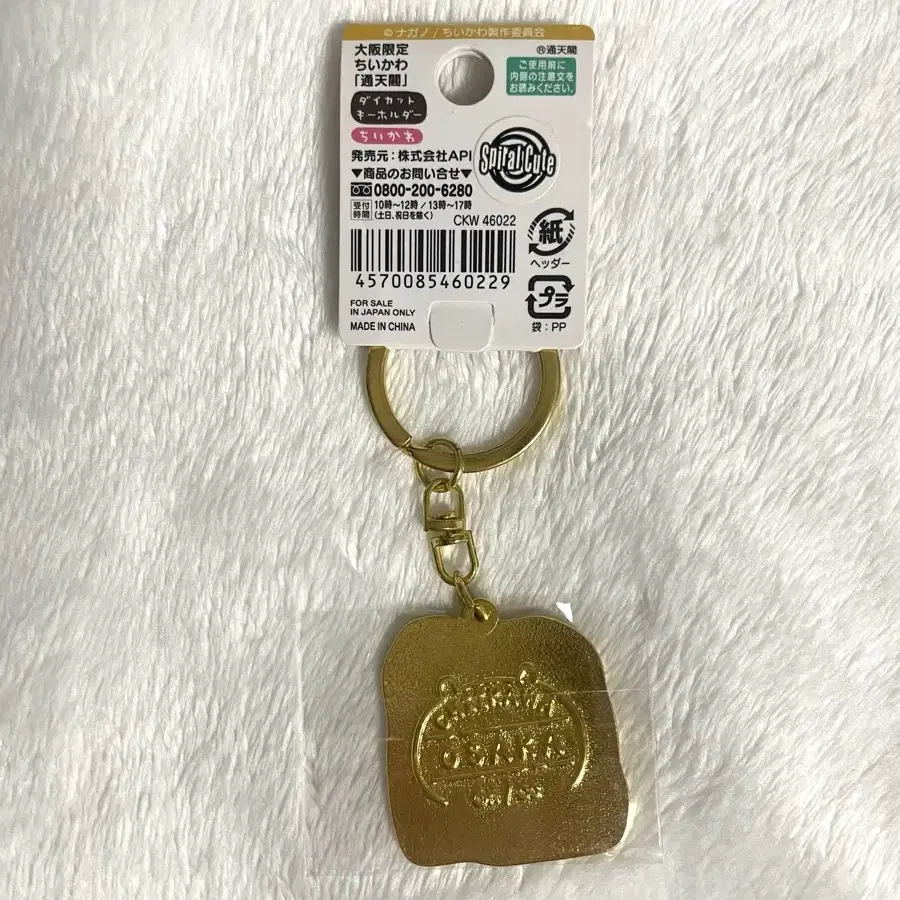 ©ナガノ / ちいかわ製作委員会
大阪限定
ちいかわ
「通天閣」
ダイカット
キーホルダー
ちいかわ
発売元：株式会社API
▼商品のお問い合せ▼
0800-200-6280
受付時間 10時〜12時 / 13時〜17時
(土日、祝日を除く)
CKW 46022
4570085460229
FOR SALE
IN JAPAN ONLY
MADE IN CHINA
Ⓡ通天閣
ご使用前に
内側の注意文を
お読みください。
Spiral Cute
紙
ヘッダー
プラ
袋：PP
CHIIKAWA
OSAKA